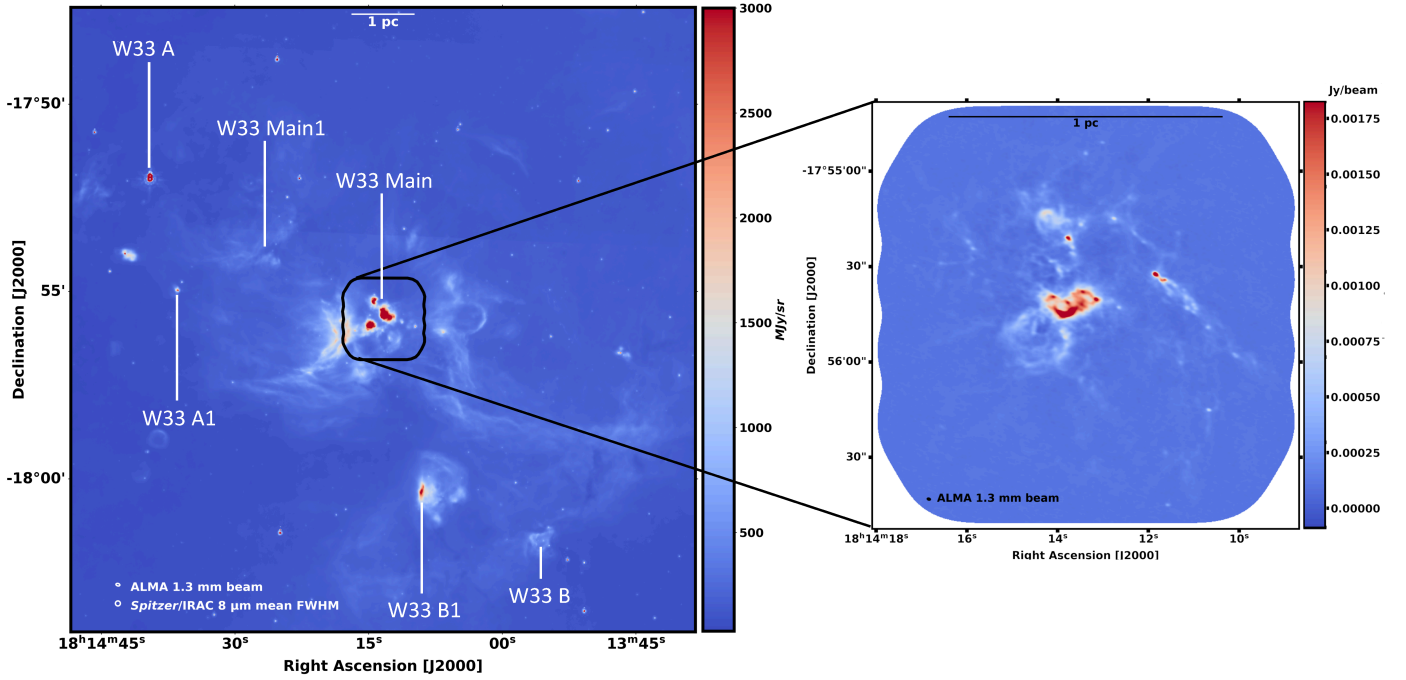 1 pc
W33 A
W33 Main1
W33 Main
W33 A1
W33 B1
W33 B
ALMA 1.3 mm beam
Spitzer/IRAC 8 μm mean FWHM
-17°50'
55'
-18°00'
Declination [J2000]
18ʰ14ᵐ45ˢ 30ˢ 15ˢ 00ˢ 13ᵐ45ˢ
Right Ascension [J2000]
3000
2500
2000
1500
1000
500
MJy/sr
Jy/beam
1 pc
-17°55'00"
30"
56'00"
30"
Declination [J2000]
ALMA 1.3 mm beam
18ʰ14ᵐ18ˢ 16ˢ 14ˢ 12ˢ 10ˢ
Right Ascension [J2000]
0.00175
0.00150
0.00125
0.00100
0.00075
0.00050
0.00025
0.00000